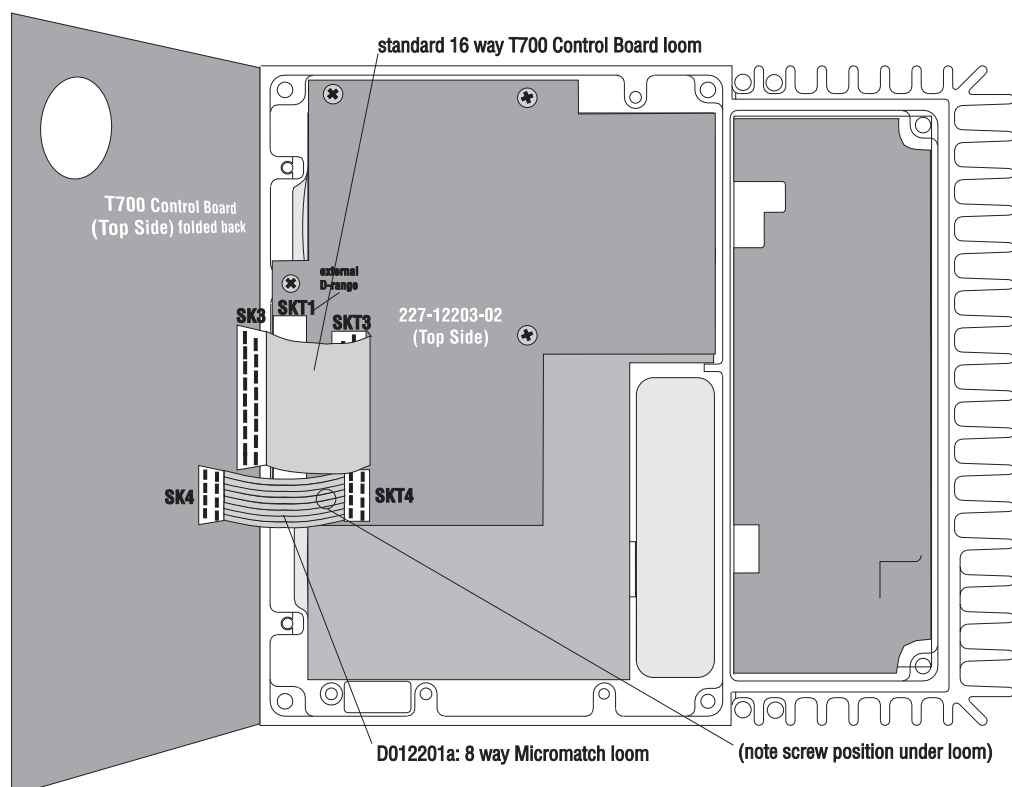 standard 16 way T700 Control Board loom
T700 Control Board
(Top Side) folded back
external
D-range
SK3
SKT1
SKT3
227-12203-02
(Top Side)
SK4
SKT4
D012201a: 8 way Micromatch loom
(note screw position under loom)